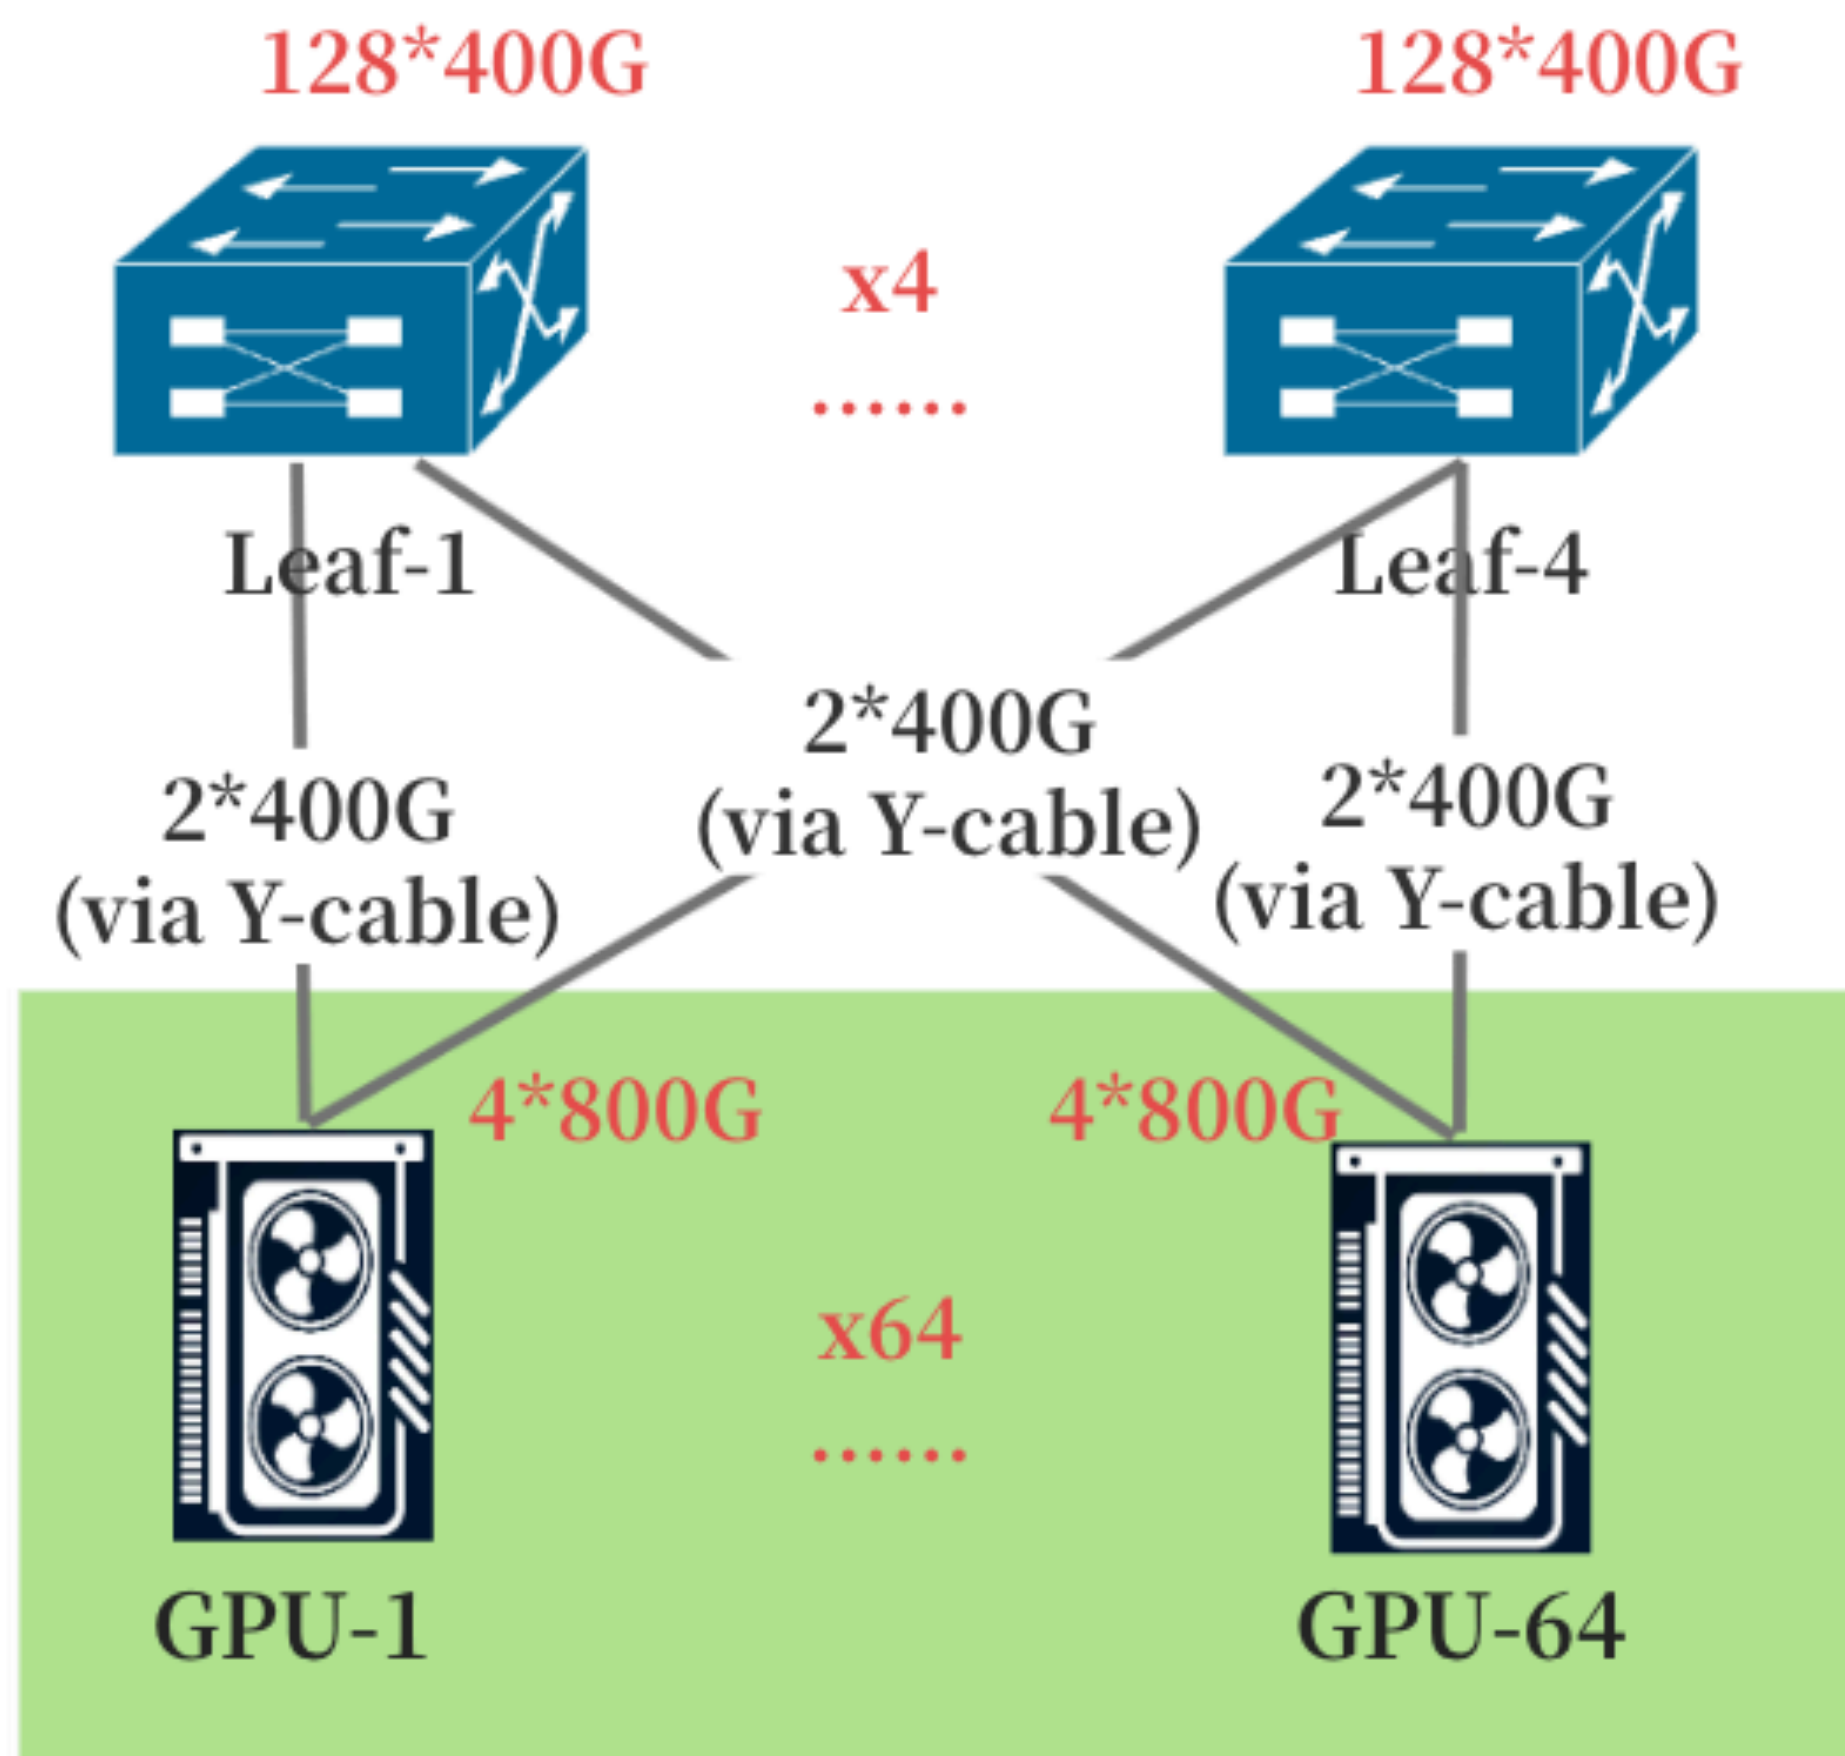 128*400G
128*400G
x4
......
Leaf-1
Leaf-4
2*400G
(via Y-cable)
2*400G
(via Y-cable)
2*400G
(via Y-cable)
4*800G
4*800G
x64
......
GPU-1
GPU-64